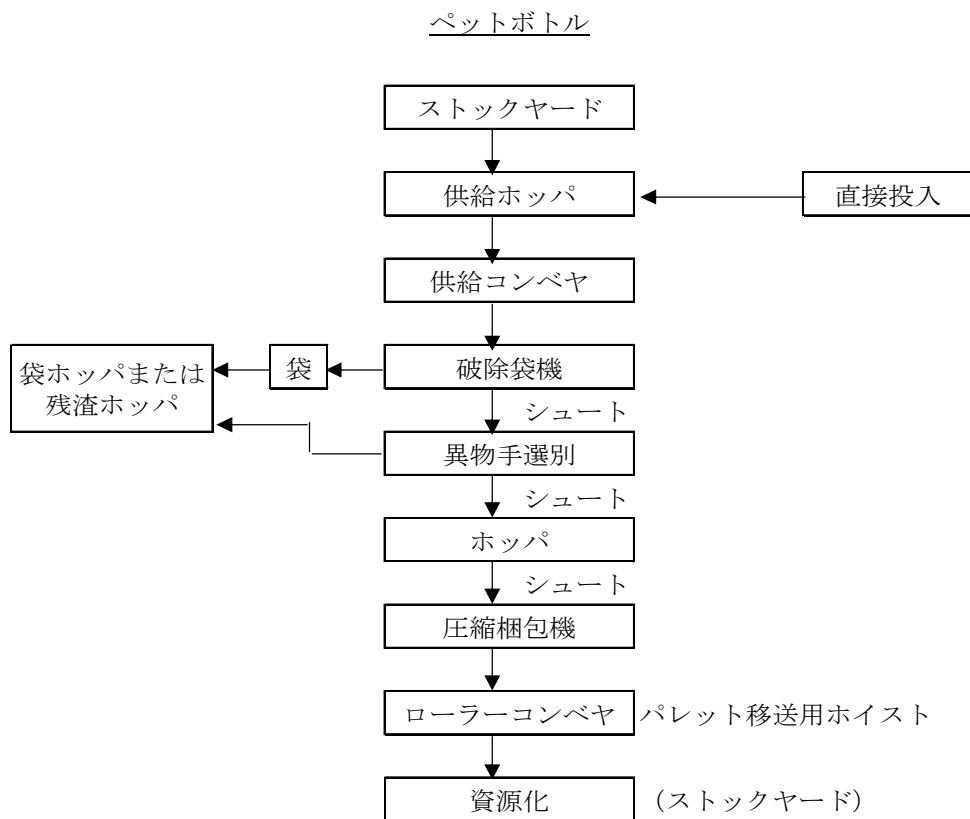 ペットボトル
ストックヤード
供給ホッパ
直接投入
供給コンベヤ
袋ホッパまたは
残渣ホッパ
袋
破除袋機
シュート
異物手選別
シュート
ホッパ
シュート
圧縮梱包機
ローラーコンベヤ
パレット移送用ホイスト
資源化
（ストックヤード）